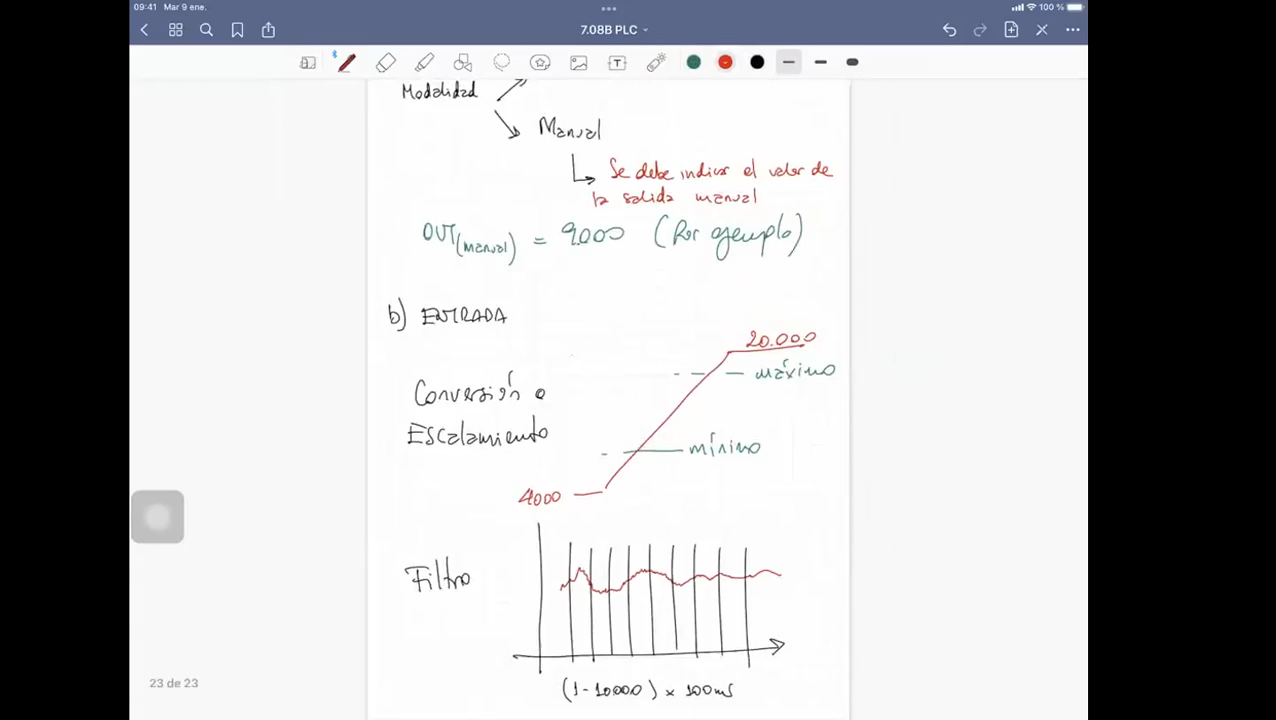 09:41 Mar 9 ene.
100 %
7.08B PLC
Modalidad
Manual
Se debe indicar el valor de
la salida manual
OUT(manual) = 9.000 (Por ejemplo)
b) ENTRADA
20.000
máximo
Conversión o
Escalamiento
mínimo
4000
Filtro
(1-10000) × 100ms
23 de 23